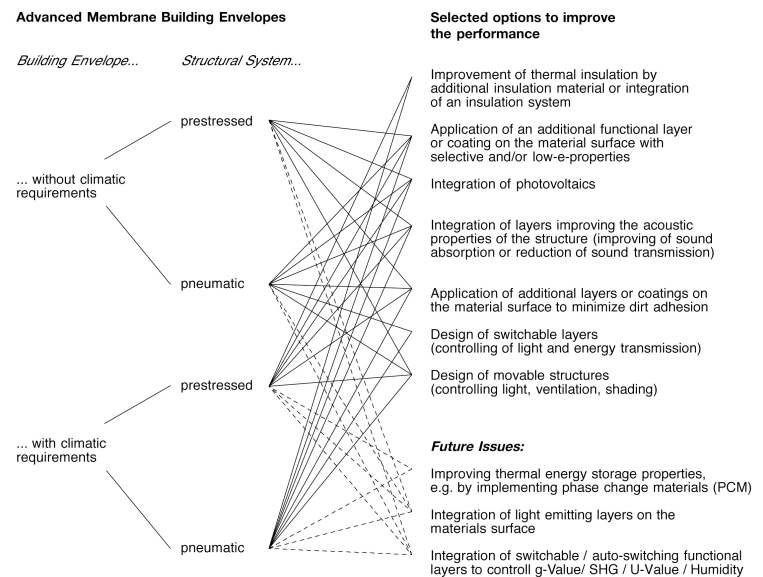 Advanced Membrane Building Envelopes
Building Envelope...
Structural System...
prestressed
... without climatic
requirements
pneumatic
prestressed
... with climatic
requirements
pneumatic
Selected options to improve
the performance
Improvement of thermal insulation by
additional insulation material or integration
of an insulation system
Application of an additional functional layer
or coating on the material surface with
selective and/or low-e-properties
Integration of photovoltaics
Integration of layers improving the acoustic
properties of the structure (improving of sound
absorption or reduction of sound transmission)
Application of additional layers or coatings on
the material surface to minimize dirt adhesion
Design of switchable layers
(controlling of light and energy transmission)
Design of movable structures
(controlling light, ventilation, shading)
Future Issues:
Improving thermal energy storage properties,
e.g. by implementing phase change materials (PCM)
Integration of light emitting layers on the
materials surface
Integration of switchable / auto-switching functional
layers to controll g-Value/ SHG / U-Value / Humidity